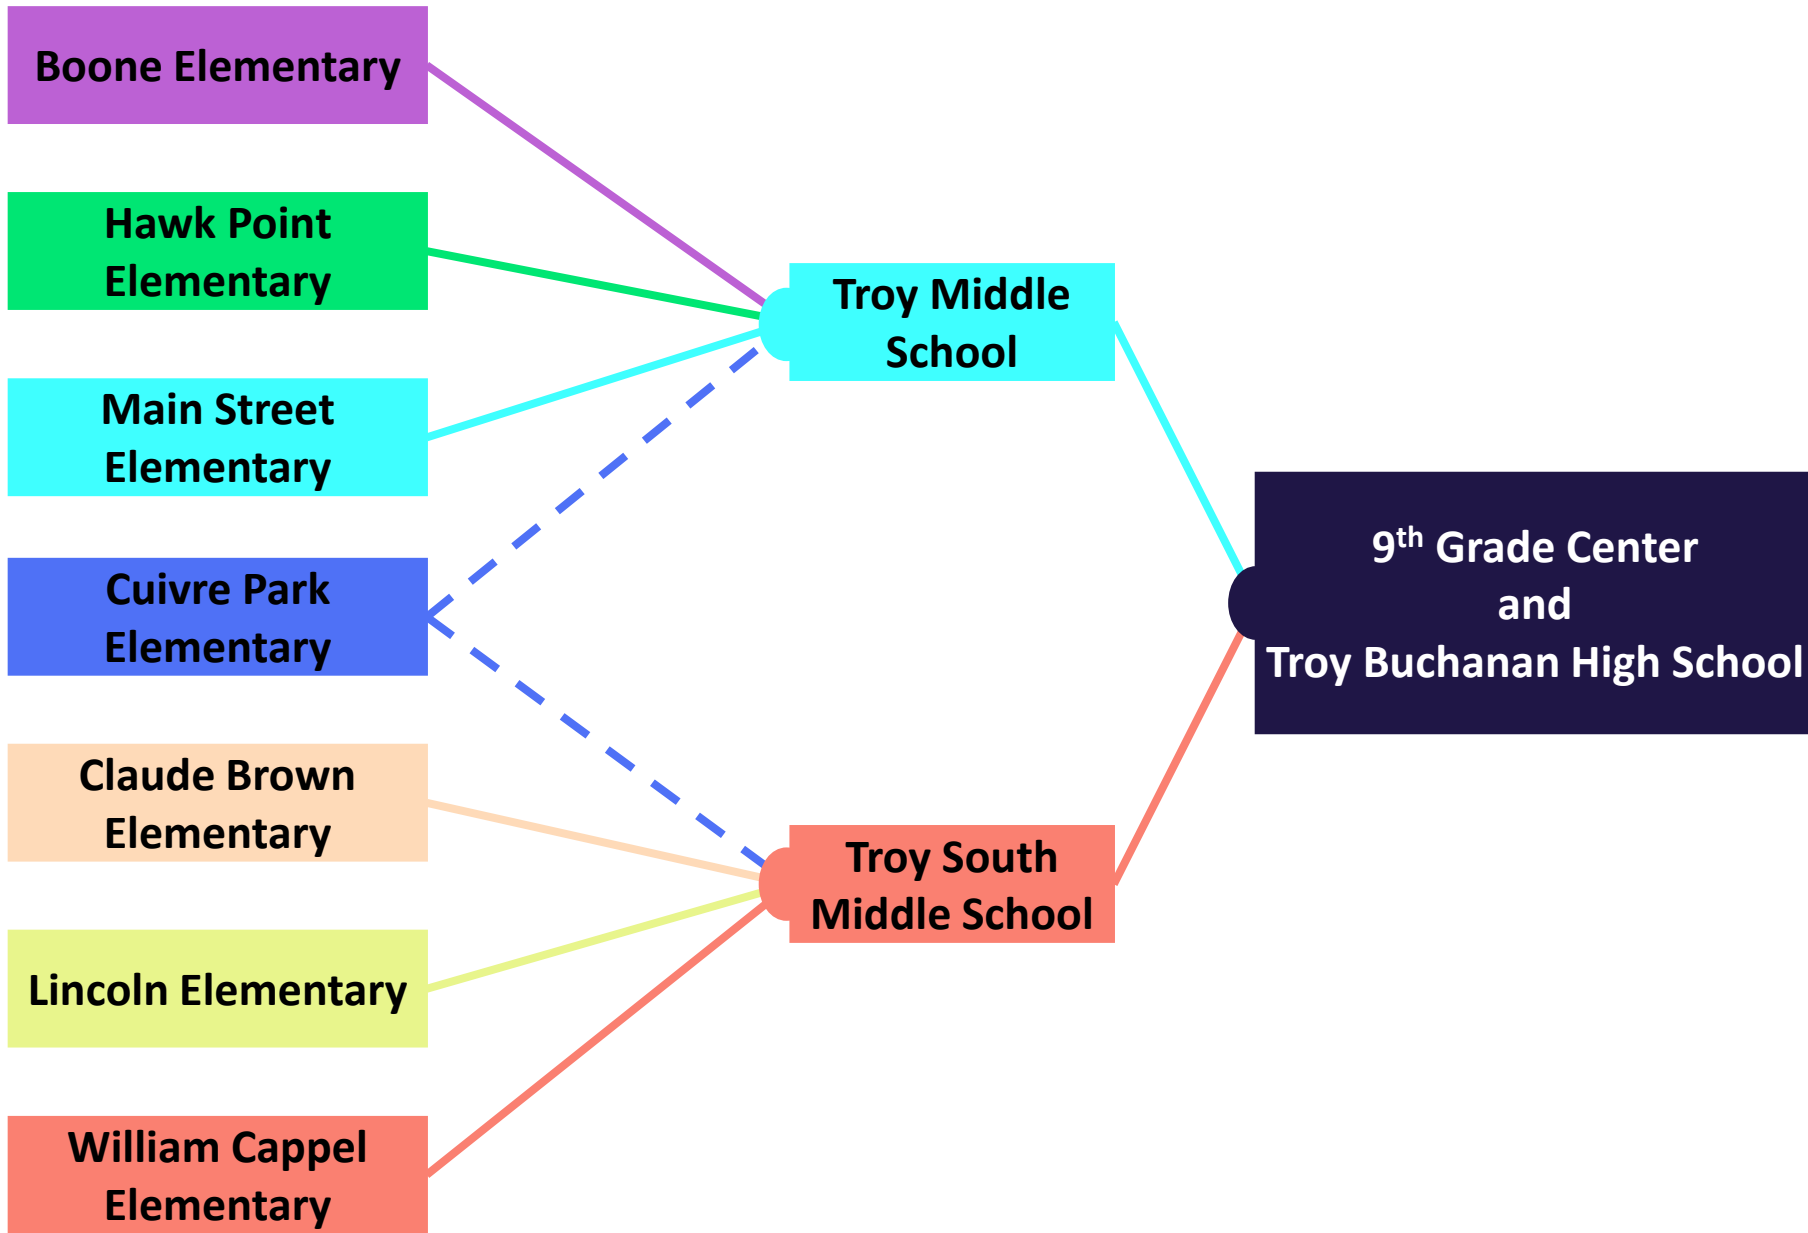 Boone Elementary
Hawk Point
Elementary
Main Street
Elementary
Cuivre Park
Elementary
Claude Brown
Elementary
Lincoln Elementary
William Cappel
Elementary
Troy Middle
School
Troy South
Middle School
9th Grade Center
and
Troy Buchanan High School